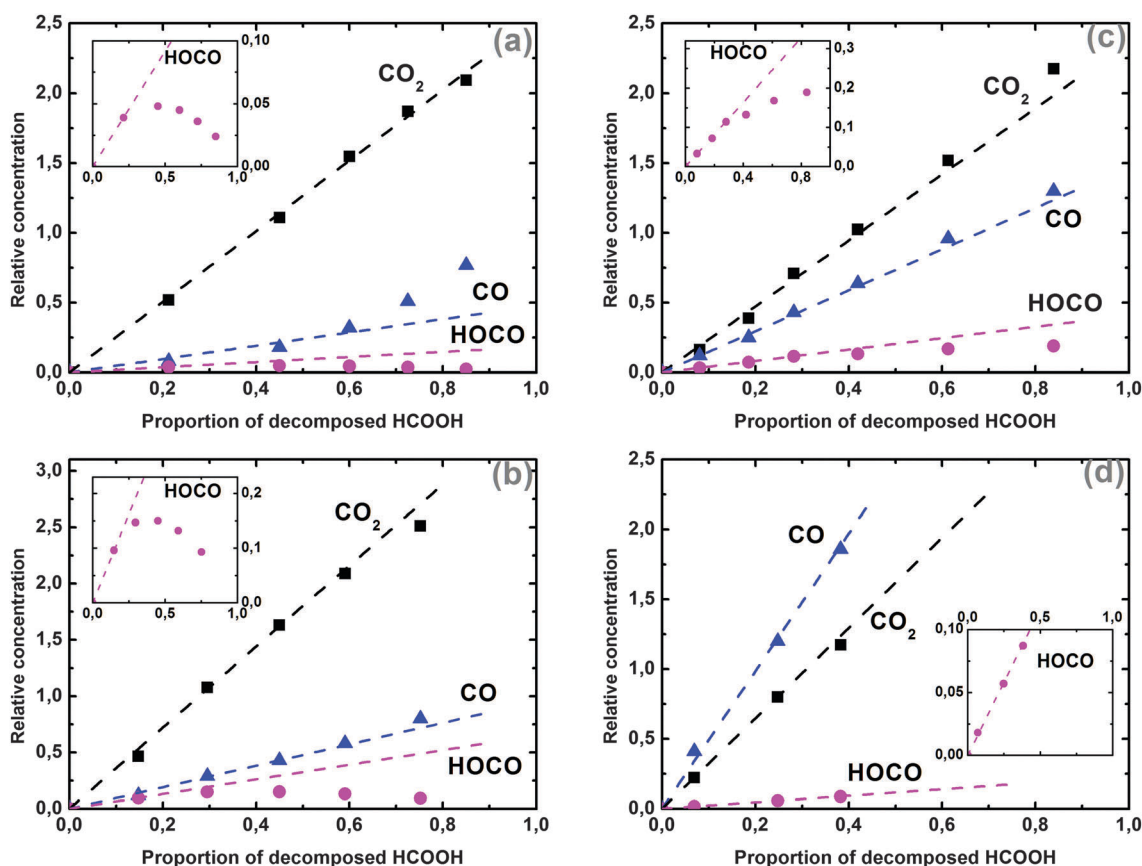 (a)
2,5
2,0
1,5
1,0
0,5
0,0
Relative concentration
0,0 0,2 0,4 0,6 0,8 1,0
Proportion of decomposed HCOOH
CO2
CO
HOCO
HOCO
0,10
0,05
0,00
0,0 0,5 1,0
(c)
2,5
2,0
1,5
1,0
0,5
0,0
Relative concentration
0,0 0,2 0,4 0,6 0,8 1,0
Proportion of decomposed HCOOH
CO2
CO
HOCO
HOCO
0,3
0,2
0,1
0,0
0,0 0,4 0,8
(b)
3,0
2,5
2,0
1,5
1,0
0,5
0,0
Relative concentration
0,0 0,2 0,4 0,6 0,8 1,0
Proportion of decomposed HCOOH
CO2
CO
HOCO
HOCO
0,2
0,1
0,0
0,0 0,5 1,0
(d)
2,5
2,0
1,5
1,0
0,5
0,0
Relative concentration
0,0 0,2 0,4 0,6 0,8 1,0
Proportion of decomposed HCOOH
CO
CO2
HOCO
0,0 0,5 1,0
0,10
0,05
0,00
HOCO